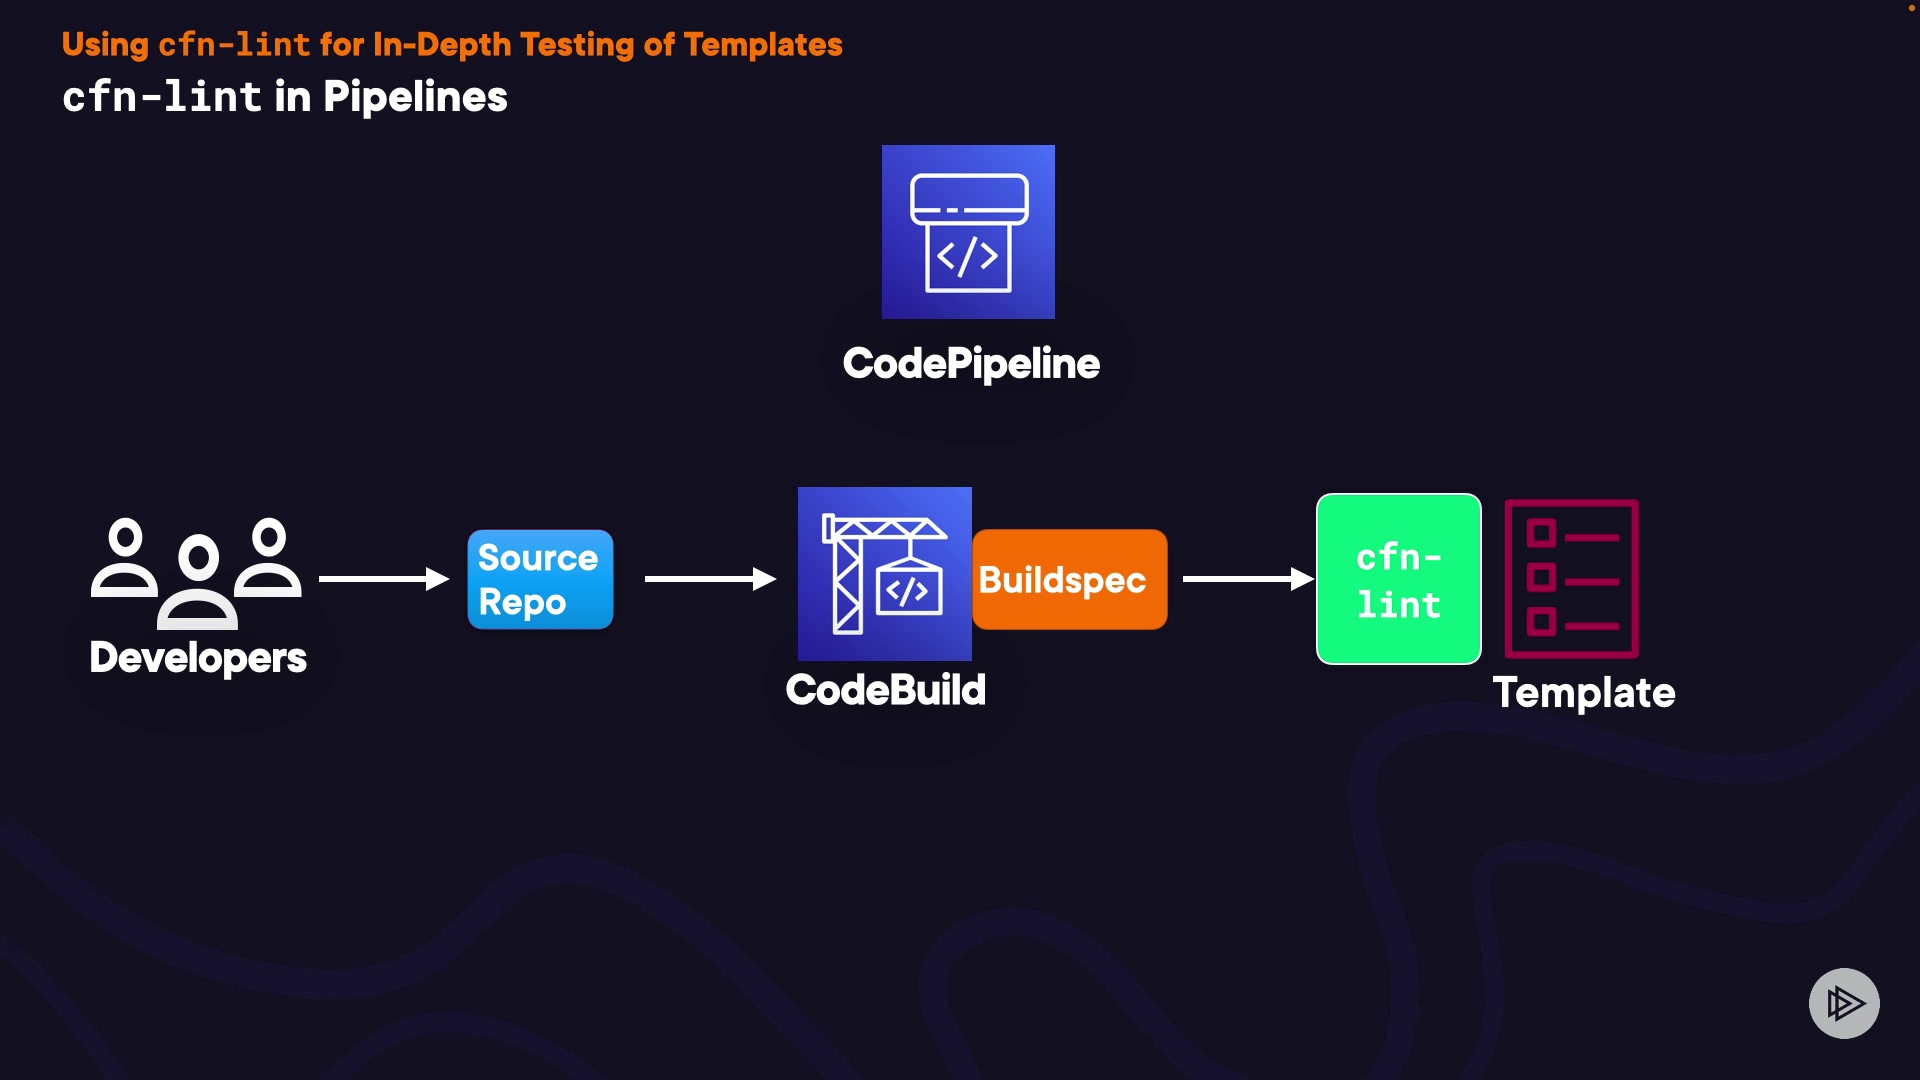 Using cfn-lint for In-Depth Testing of Templates
cfn-lint in Pipelines
</>
CodePipeline
Developers
Source
Repo
</>
CodeBuild
Buildspec
cfn-
lint
Template